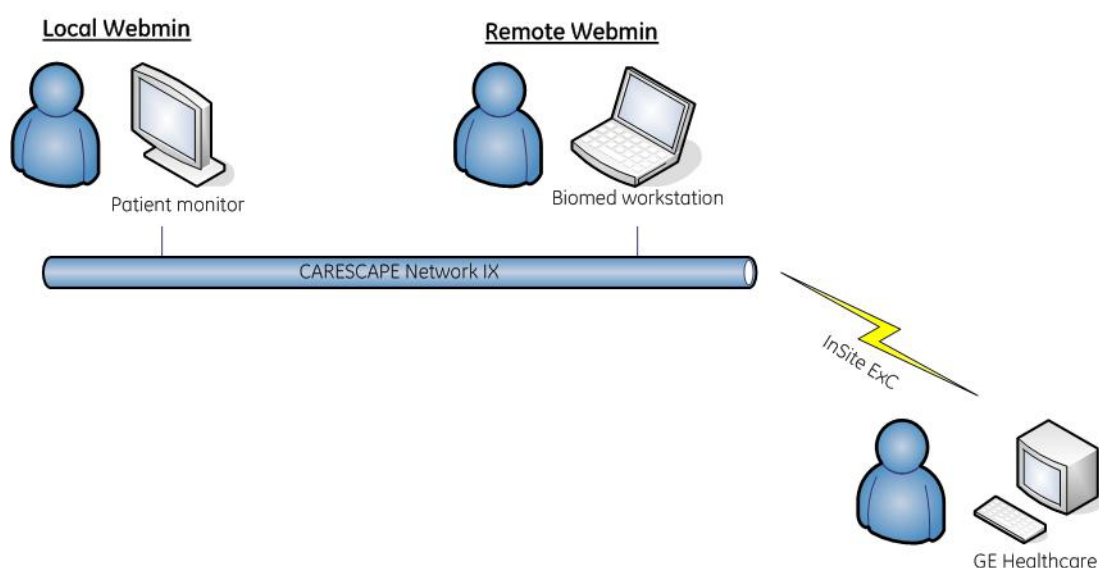 Local Webmin
Remote Webmin
Patient monitor
Biomed workstation
CARESCAPE Network IX
InSite ExC
GE Healthcare